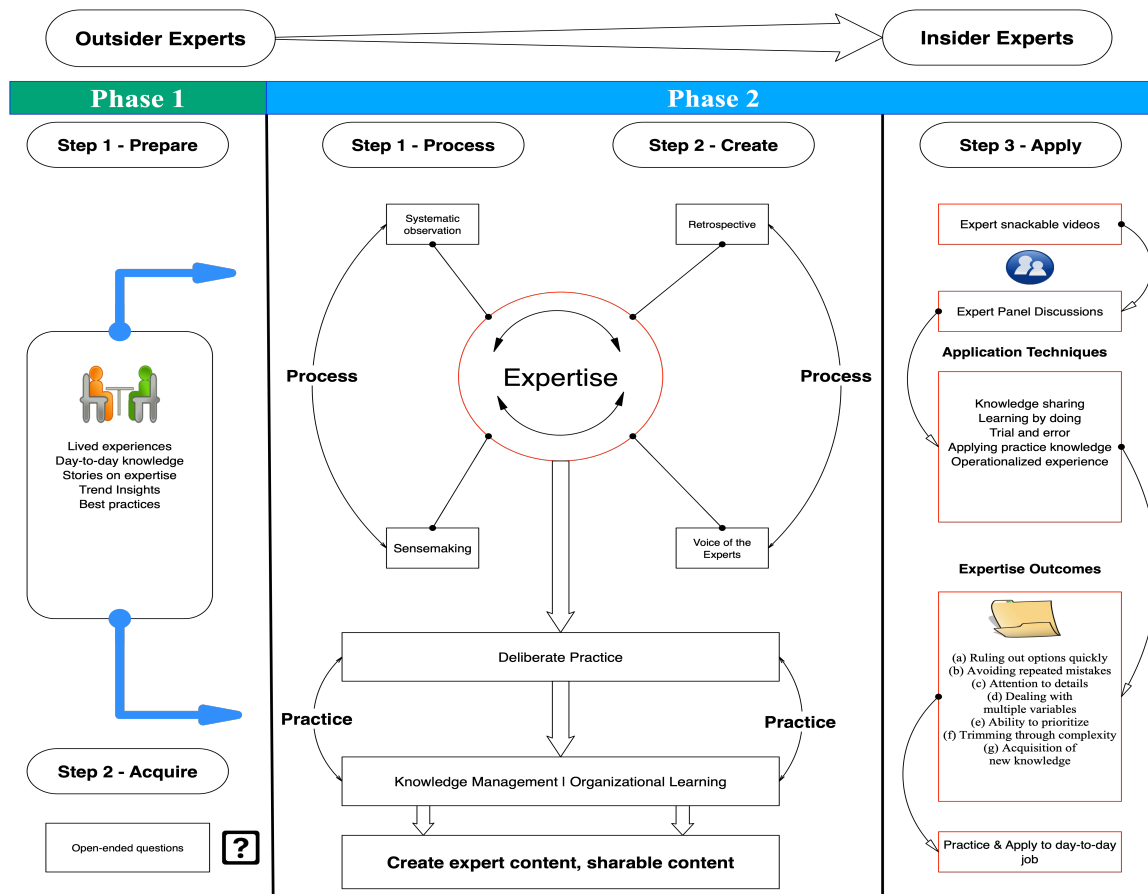 Outsider Experts
Insider Experts
Phase 1
Phase 2
Step 1 - Prepare
Lived experiences
Day-to-day knowledge
Stories on expertise
Trend Insights
Best practices
Step 2 - Acquire
Open-ended questions
?
Step 1 - Process
Step 2 - Create
Systematic
observation
Retrospective
Process
Expertise
Process
Sensemaking
Voice of the
Experts
Deliberate Practice
Practice
Practice
Knowledge Management | Organizational Learning
Create expert content, sharable content
Step 3 - Apply
Expert snackable videos
Expert Panel Discussions
Application Techniques
Knowledge sharing
Learning by doing
Trial and error
Applying practice knowledge
Operationalized experience
Expertise Outcomes
(a) Ruling out options quickly
(b) Avoiding repeated mistakes
(c) Attention to details
(d) Dealing with
multiple variables
(e) Ability to prioritize
(f) Trimming through complexity
(g) Acquisition of
new knowledge
Practice & Apply to day-to-day
job